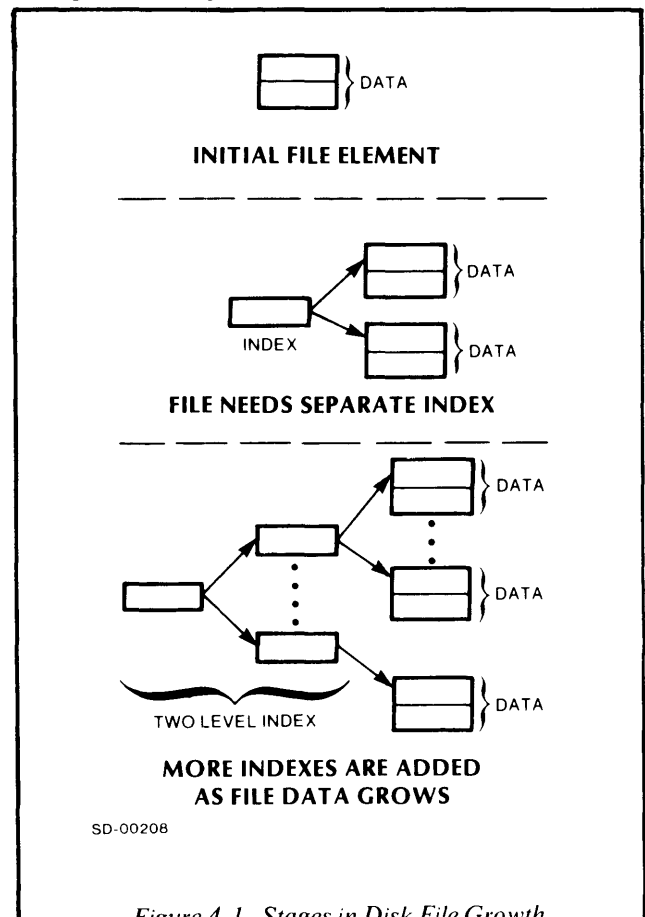 DATA
INITIAL FILE ELEMENT
DATA
INDEX
DATA
FILE NEEDS SEPARATE INDEX
DATA
DATA
DATA
TWO LEVEL INDEX
MORE INDEXES ARE ADDED
AS FILE DATA GROWS
SD-00208
Figure 4-1. Stages in Disk File Growth